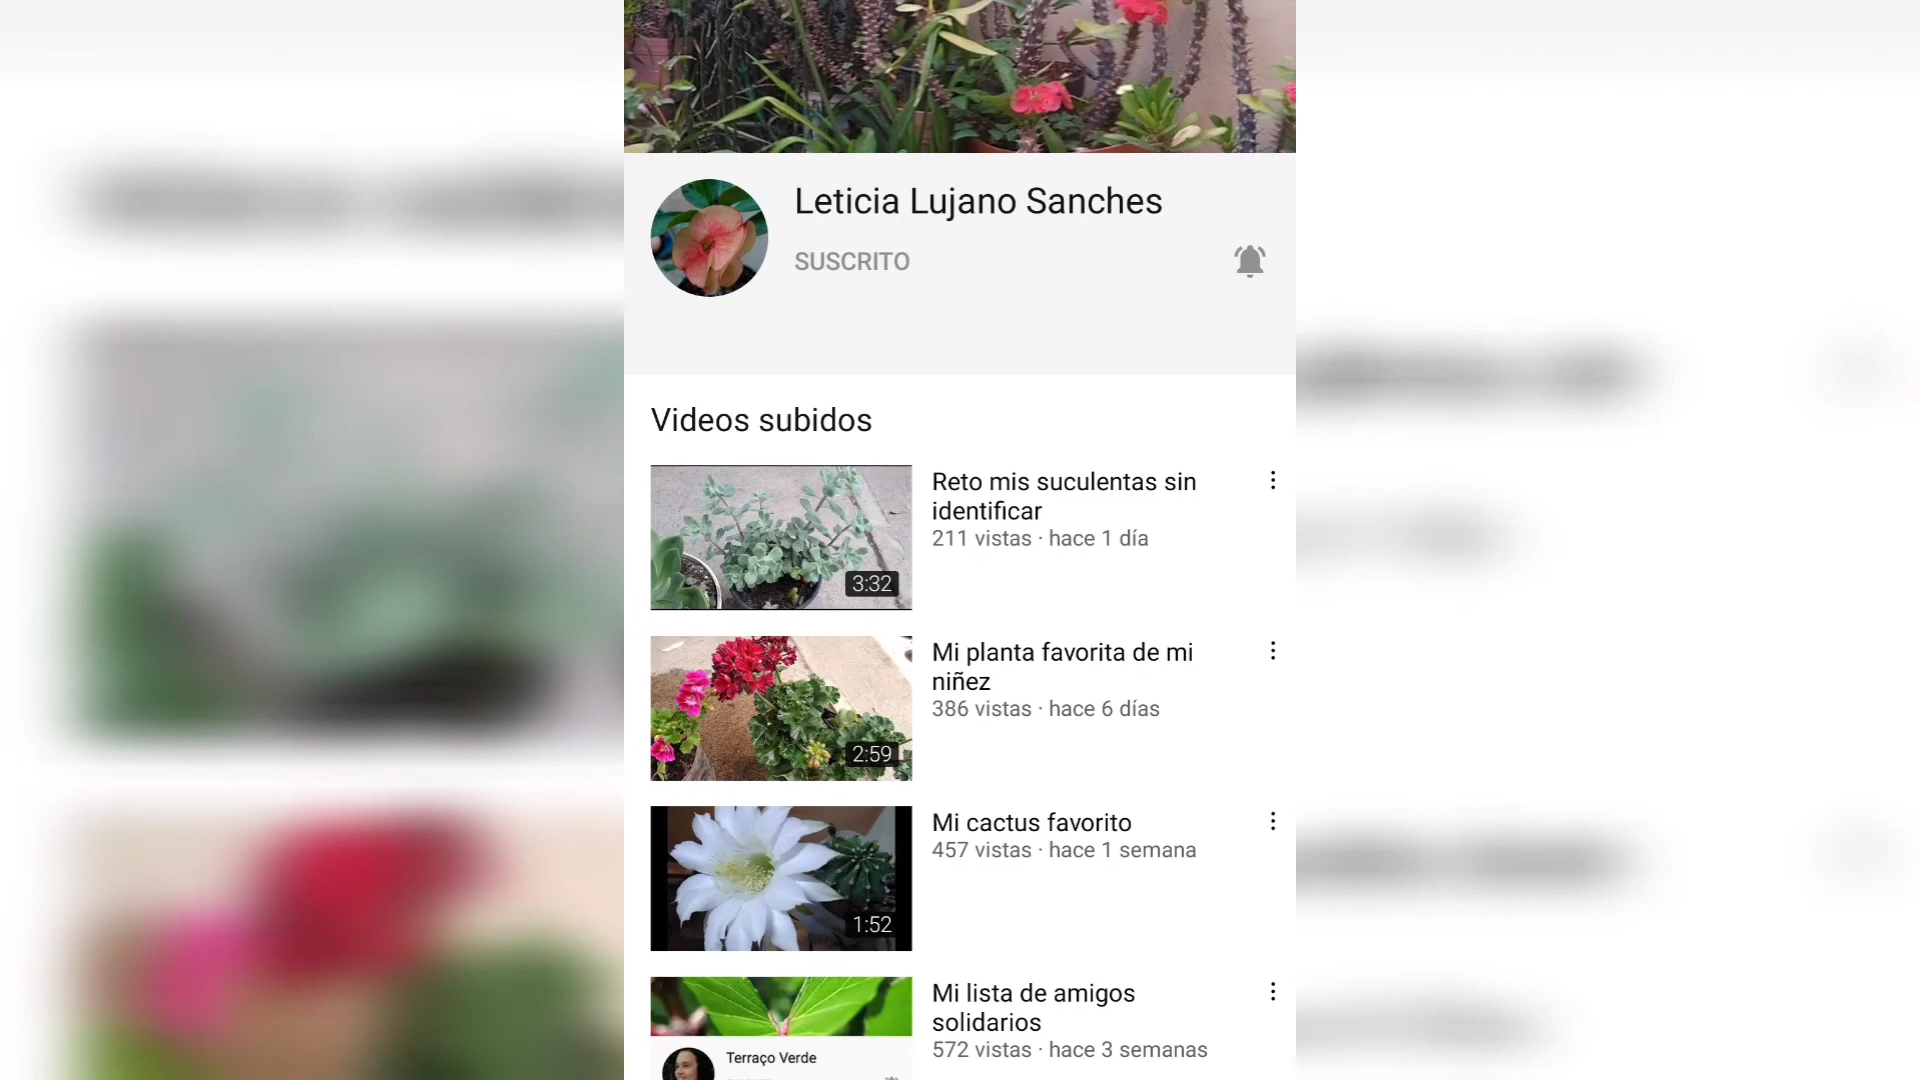 Leticia Lujano Sanches
SUSCRITO
Videos subidos
Reto mis suculentas sin
identificar
211 vistas · hace 1 día
3:32
Mi planta favorita de mi
niñez
386 vistas · hace 6 días
2:59
Mi cactus favorito
457 vistas · hace 1 semana
1:52
Mi lista de amigos
solidarios
572 vistas · hace 3 semanas
Terraço Verde